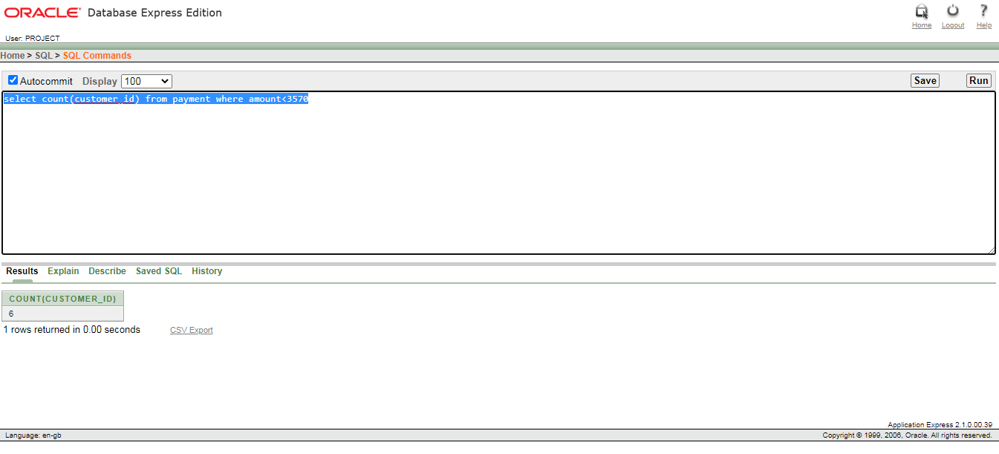 ORACLE Database Express Edition
Home Logout Help
User: PROJECT
Home > SQL > SQL Commands
Autocommit Display 100 Save Run
select count(customer_id) from payment where amount<3570
Results Explain Describe Saved SQL History
COUNT(CUSTOMER_ID)
6
1 rows returned in 0.00 seconds CSV Export
Application Express 2.1.0.00.39
Language: en-gb Copyright © 1999, 2006, Oracle. All rights reserved.